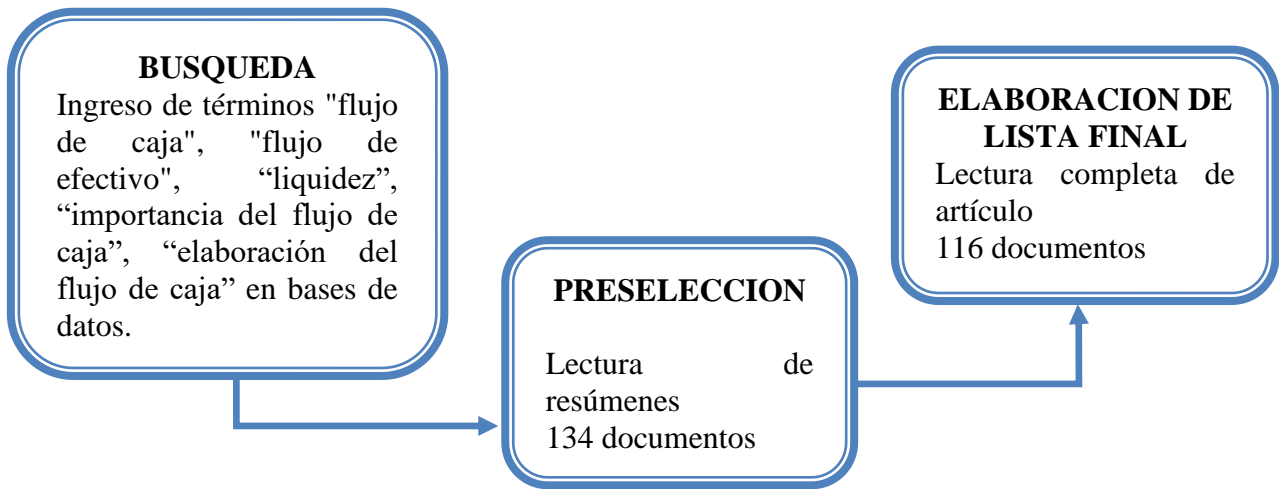 BUSQUEDA
Ingreso de términos "flujo
de caja", "flujo de
efectivo", “liquidez”,
“importancia del flujo de
caja”, “elaboración del
flujo de caja” en bases de
datos.
PRESELECCION
Lectura de
resúmenes
134 documentos
ELABORACION DE
LISTA FINAL
Lectura completa de
artículo
116 documentos